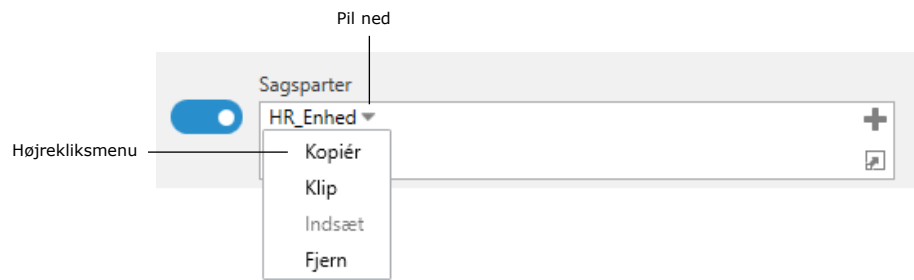 Pil ned
Sagsparter
HR_Enhed
Højrekliksmenu
Kopiér
Klip
Indsæt
Fjern